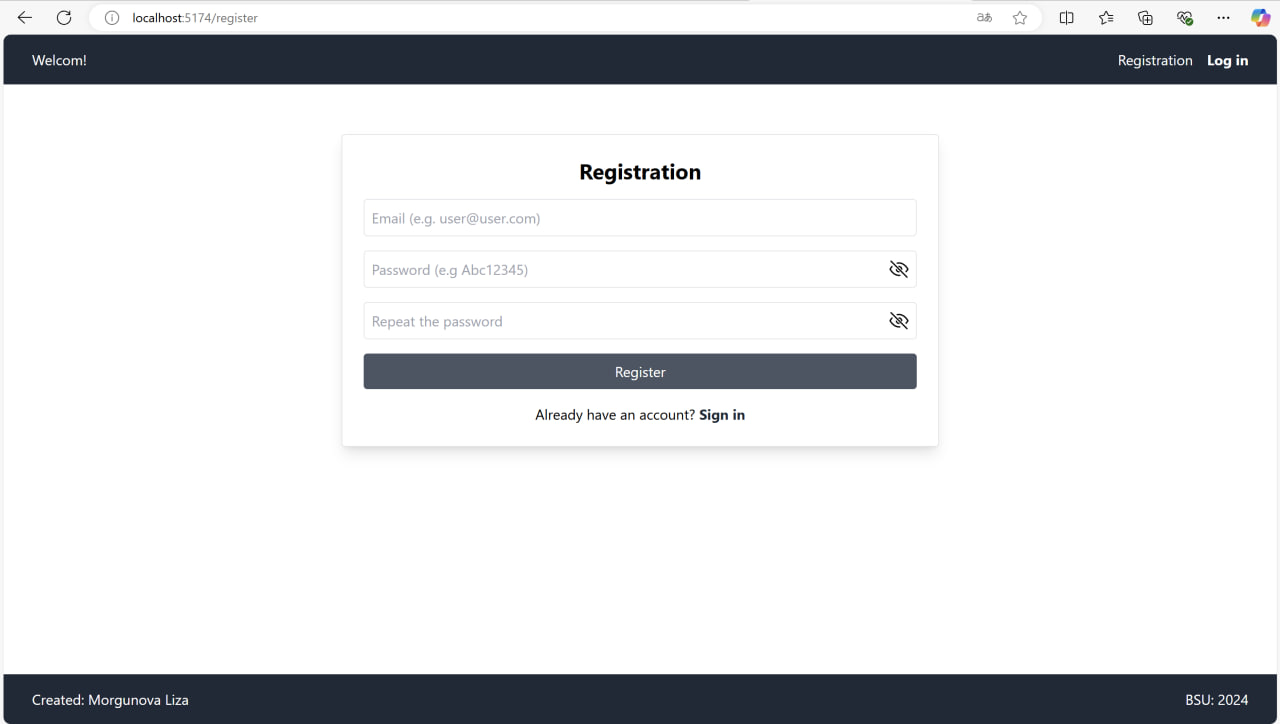 localhost:5174/register
Welcom! Registration Log in
Registration
Email (e.g. user@user.com)
Password (e.g Abc12345)
Repeat the password
Register
Already have an account? Sign in
Created: Morgunova Liza BSU: 2024